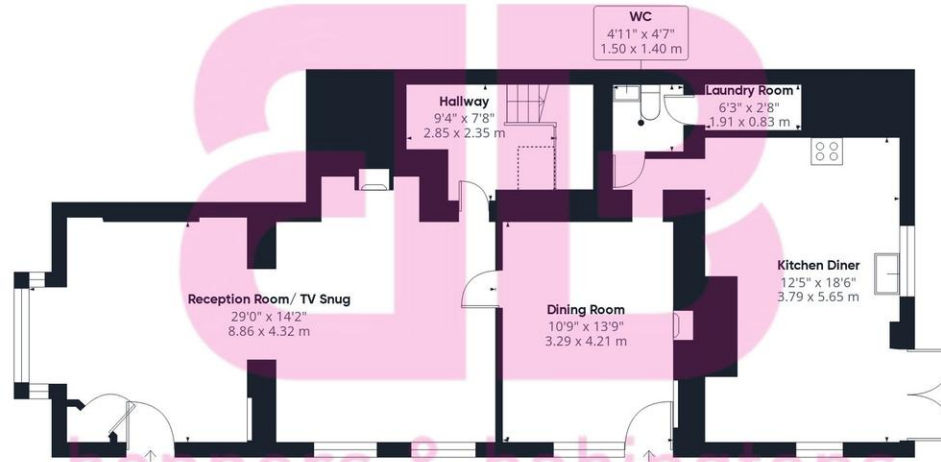 WC
4'11" x 4'7"
1.50 x 1.40 m
Hallway
9'4" x 7'8"
2.85 x 2.35 m
Laundry Room
6'3" x 2'8"
1.91 x 0.83 m
Reception Room/ TV Snug
29'0" x 14'2"
8.86 x 4.32 m
Dining Room
10'9" x 13'9"
3.29 x 4.21 m
Kitchen Diner
12'5" x 18'6"
3.79 x 5.65 m
&